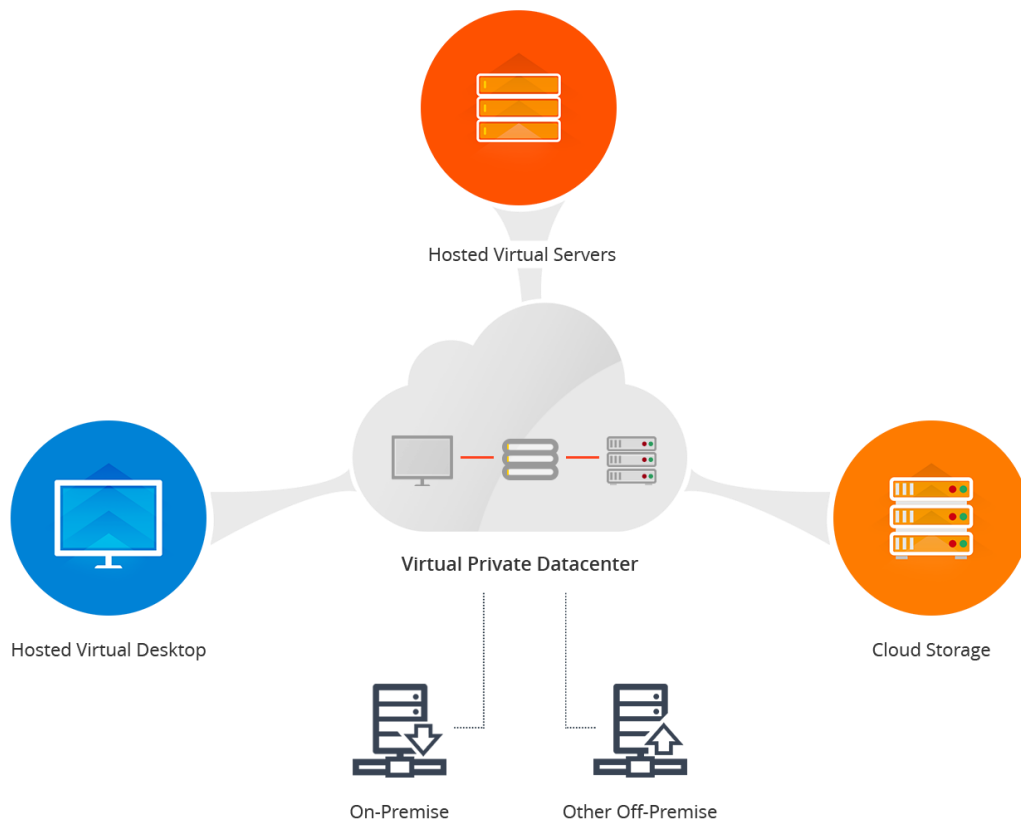 Hosted Virtual Servers
Virtual Private Datacenter
Hosted Virtual Desktop
Cloud Storage
On-Premise
Other Off-Premise